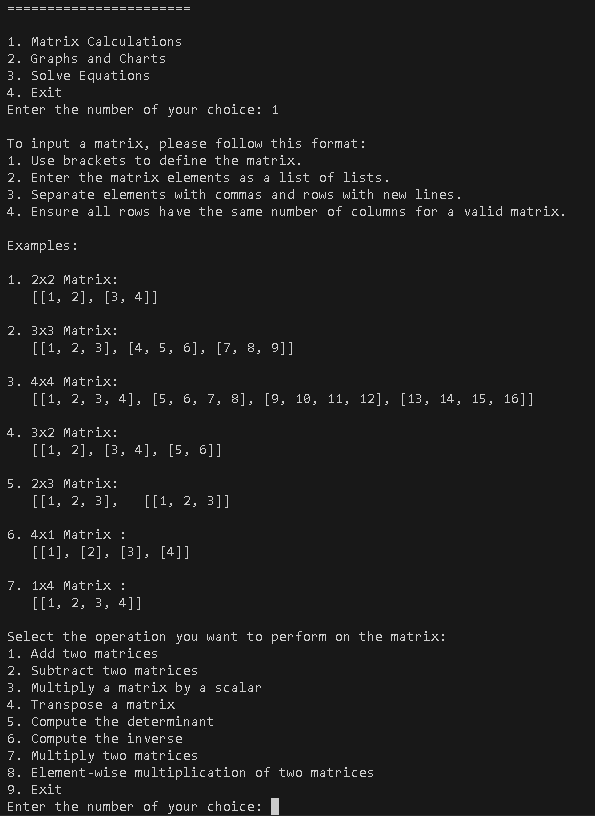 =======================
1. Matrix Calculations
2. Graphs and Charts
3. Solve Equations
4. Exit
Enter the number of your choice: 1
To input a matrix, please follow this format:
1. Use brackets to define the matrix.
2. Enter the matrix elements as a list of lists.
3. Separate elements with commas and rows with new lines.
4. Ensure all rows have the same number of columns for a valid matrix.
Examples:
1. 2x2 Matrix:
[[1, 2], [3, 4]]
2. 3x3 Matrix:
[[1, 2, 3], [4, 5, 6], [7, 8, 9]]
3. 4x4 Matrix:
[[1, 2, 3, 4], [5, 6, 7, 8], [9, 10, 11, 12], [13, 14, 15, 16]]
4. 3x2 Matrix:
[[1, 2], [3, 4], [5, 6]]
5. 2x3 Matrix:
[[1, 2, 3],   [[1, 2, 3]]
6. 4x1 Matrix :
[[1], [2], [3], [4]]
7. 1x4 Matrix :
[[1, 2, 3, 4]]
Select the operation you want to perform on the matrix:
1. Add two matrices
2. Subtract two matrices
3. Multiply a matrix by a scalar
4. Transpose a matrix
5. Compute the determinant
6. Compute the inverse
7. Multiply two matrices
8. Element-wise multiplication of two matrices
9. Exit
Enter the number of your choice: